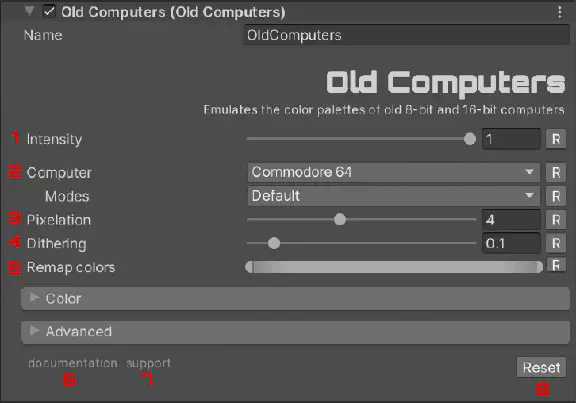 Old Computers (Old Computers)
Name OldComputers
Old Computers
Emulates the color palettes of old 8-bit and 16-bit computers
1 Intensity 1 R
2 Computer Commodore 64 R
Modes Default R
3 Pixelation 4 R
4 Dithering 0.1 R
5 Remap colors R
Color
Advanced
documentation support Reset
6 7 8